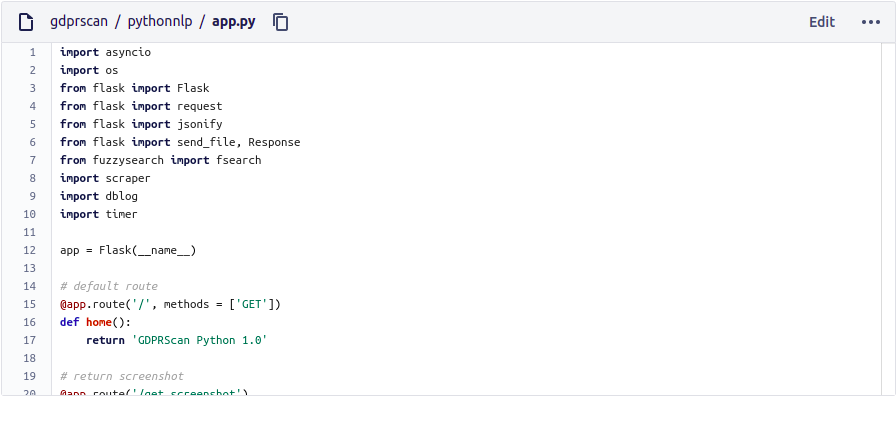 gdprscan / pythonnlp / app.py Edit
1 import asyncio
2 import os
3 from flask import Flask
4 from flask import request
5 from flask import jsonify
6 from flask import send_file, Response
7 from fuzzysearch import fsearch
8 import scraper
9 import dblog
10 import timer
11
12 app = Flask(__name__)
13
14 # default route
15 @app.route('/', methods = ['GET'])
16 def home():
17     return 'GDPRScan Python 1.0'
18
19 # return screenshot
20 @app.route('/get_screenshot')